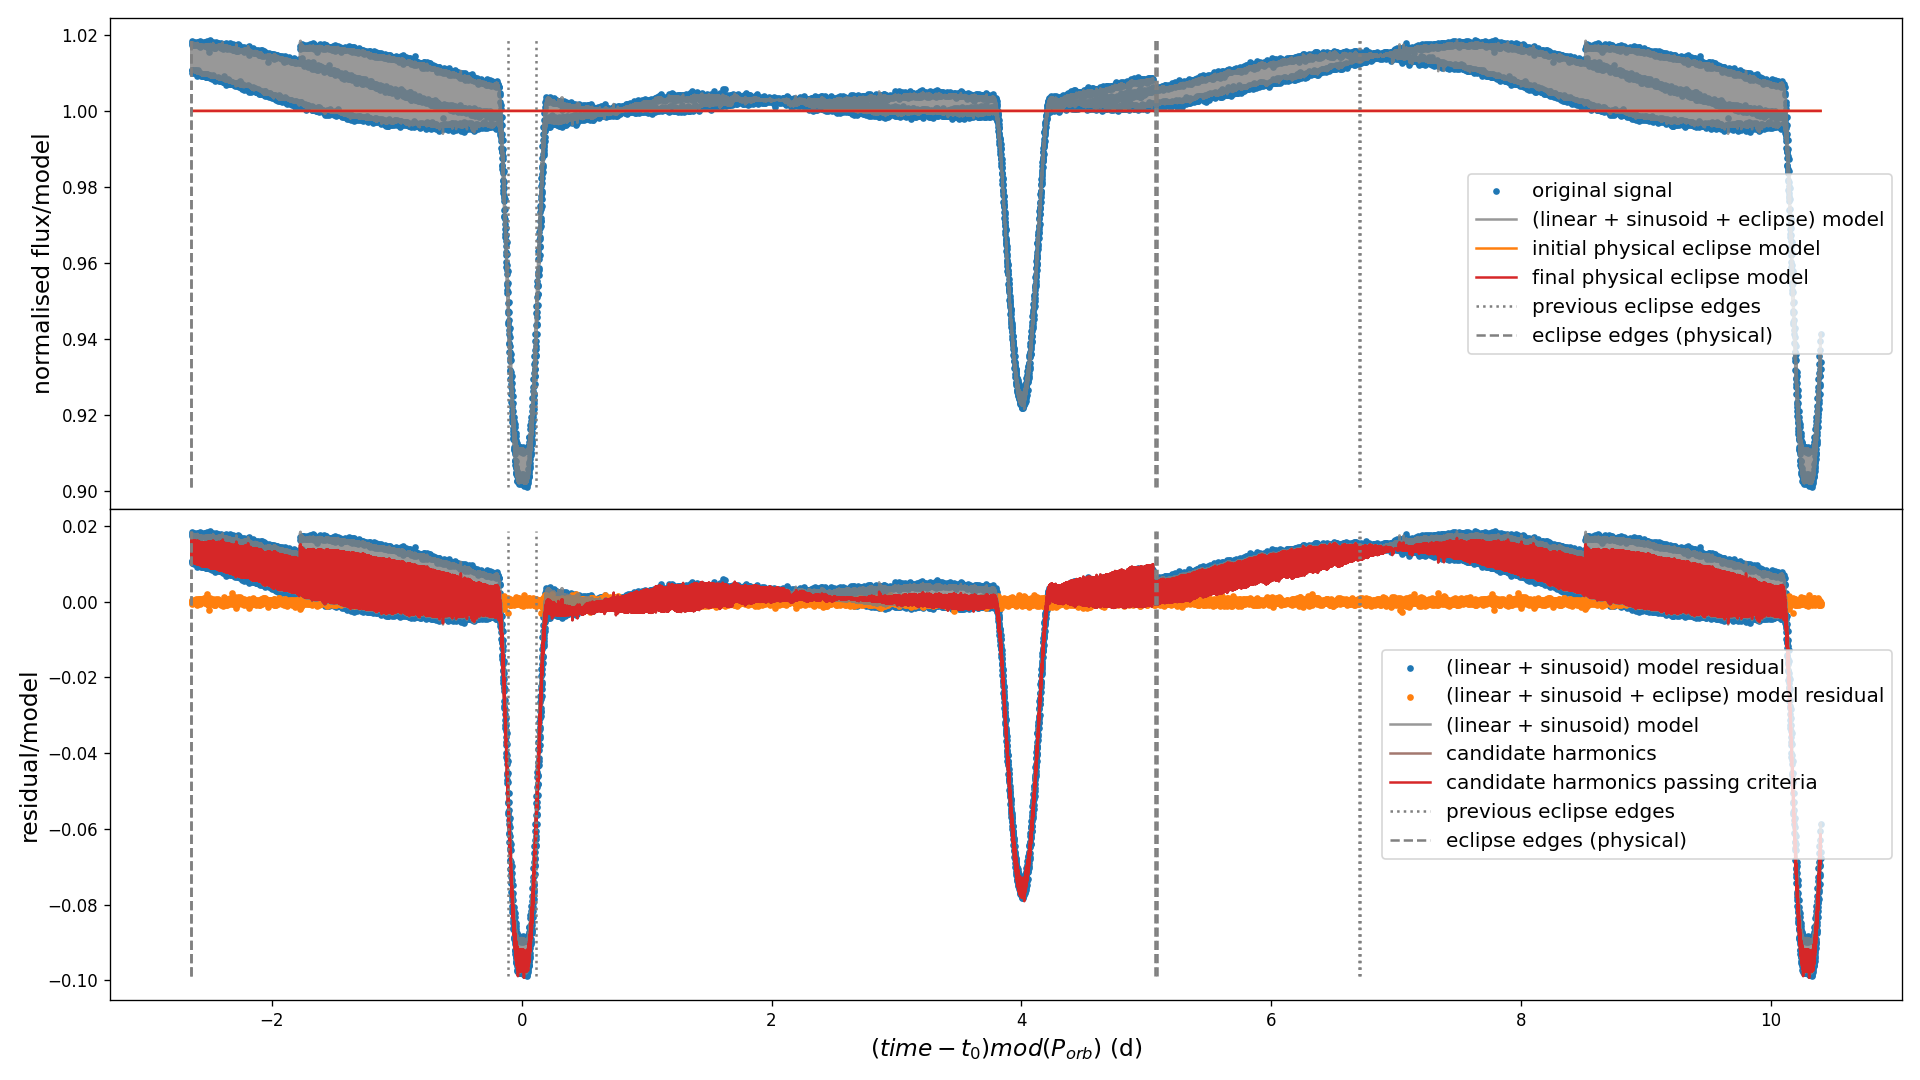 1.02
1.00
0.98
0.96
0.94
0.92
0.90
normalised flux/model
original signal
(linear + sinusoid + eclipse) model
initial physical eclipse model
final physical eclipse model
previous eclipse edges
eclipse edges (physical)
0.02
0.00
−0.02
−0.04
−0.06
−0.08
−0.10
residual/model
(linear + sinusoid) model residual
(linear + sinusoid + eclipse) model residual
(linear + sinusoid) model
candidate harmonics
candidate harmonics passing criteria
previous eclipse edges
eclipse edges (physical)
−2 0 2 4 6 8 10
(time − t₀)mod(P_orb) (d)